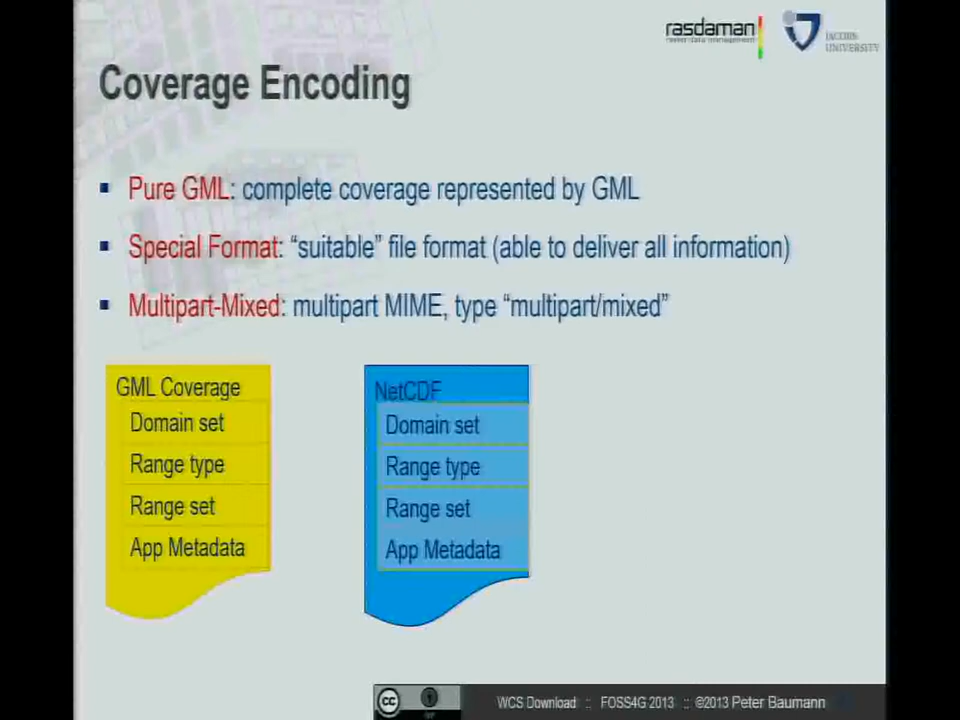 rasdaman
raster data management
JACOBS
UNIVERSITY
Coverage Encoding
▪ Pure GML: complete coverage represented by GML
▪ Special Format: “suitable” file format (able to deliver all information)
▪ Multipart-Mixed: multipart MIME, type “multipart/mixed”
GML Coverage
Domain set
Range type
Range set
App Metadata
NetCDF
Domain set
Range type
Range set
App Metadata
cc
WCS Download :: FOSS4G 2013 :: ©2013 Peter Baumann